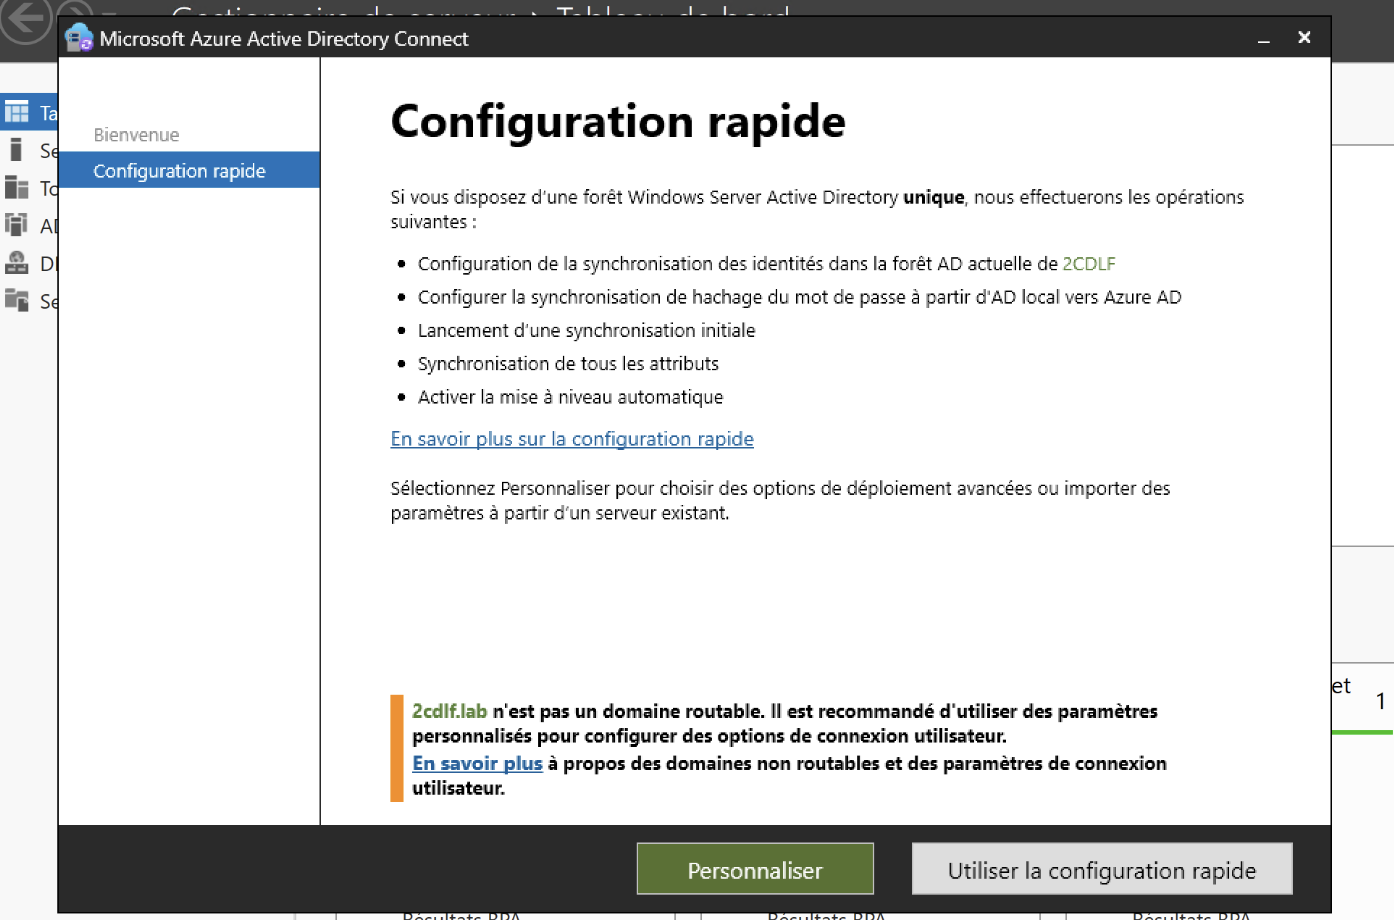 Gestionnaire de serveur › Tableau de bord
Microsoft Azure Active Directory Connect
Bienvenue
Configuration rapide
Configuration rapide
Si vous disposez d'une forêt Windows Server Active Directory unique, nous effectuerons les opérations
suivantes :
• Configuration de la synchronisation des identités dans la forêt AD actuelle de 2CDLF
• Configurer la synchronisation de hachage du mot de passe à partir d'AD local vers Azure AD
• Lancement d'une synchronisation initiale
• Synchronisation de tous les attributs
• Activer la mise à niveau automatique
En savoir plus sur la configuration rapide
Sélectionnez Personnaliser pour choisir des options de déploiement avancées ou importer des
paramètres à partir d'un serveur existant.
2cdlf.lab n'est pas un domaine routable. Il est recommandé d'utiliser des paramètres
personnalisés pour configurer des options de connexion utilisateur.
En savoir plus à propos des domaines non routables et des paramètres de connexion
utilisateur.
Personnaliser
Utiliser la configuration rapide
Ta
Se
To
AD
Se
et 1
Résultats BPA
Résultats BPA
Résultats BPA